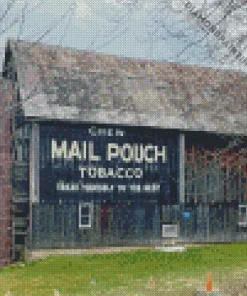 CHEW
MAIL POUCH
TOBACCO
TREAT YOURSELF TO THE BEST